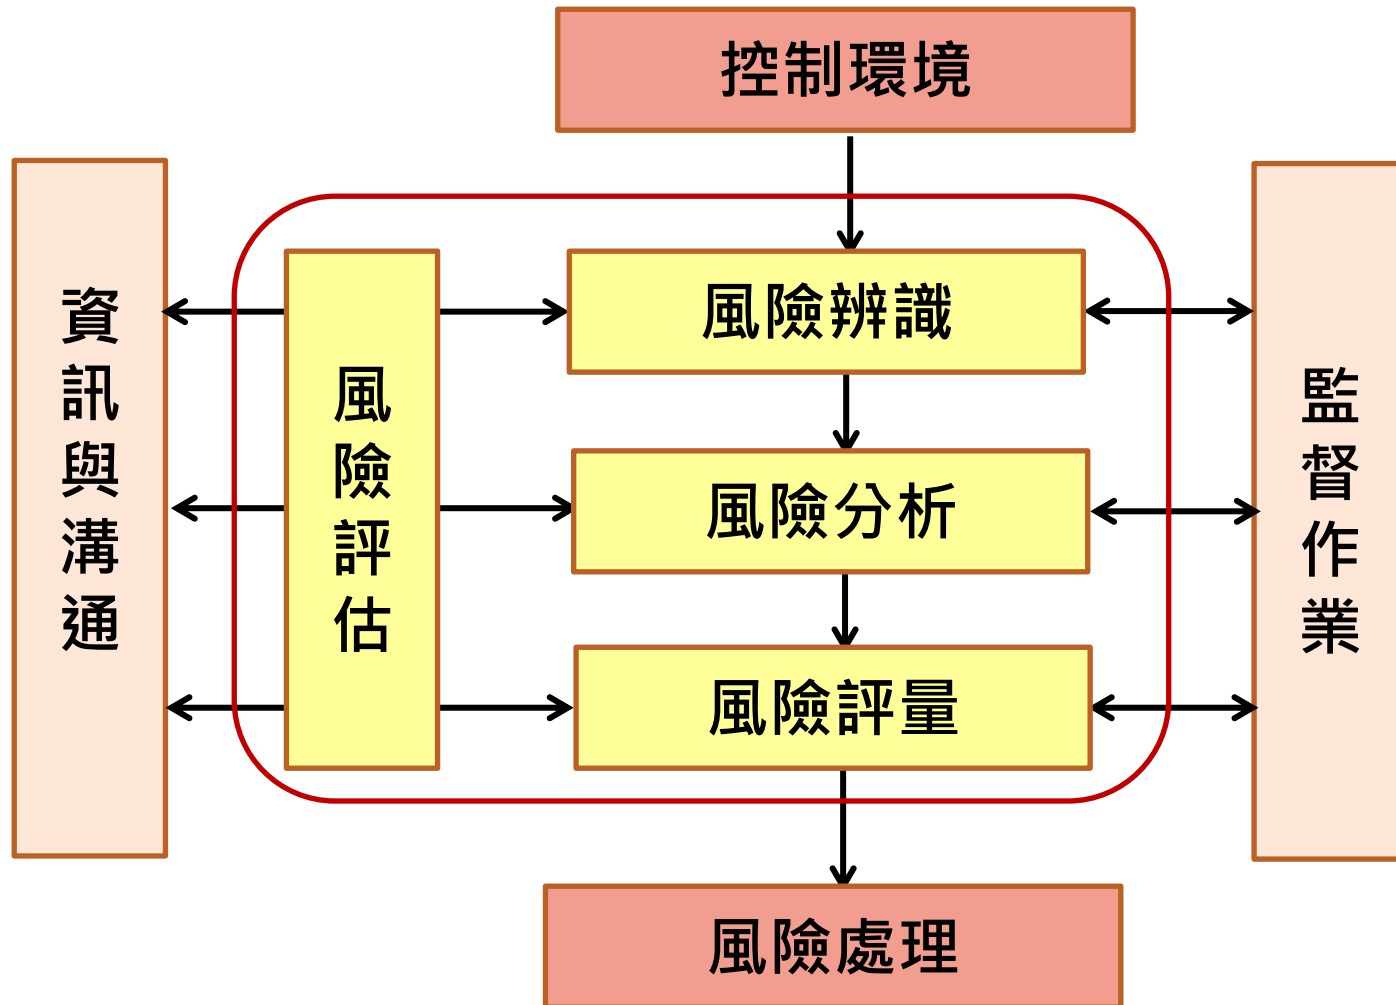 控制環境
資訊與溝通
風險評估
風險辨識
風險分析
風險評量
監督作業
風險處理